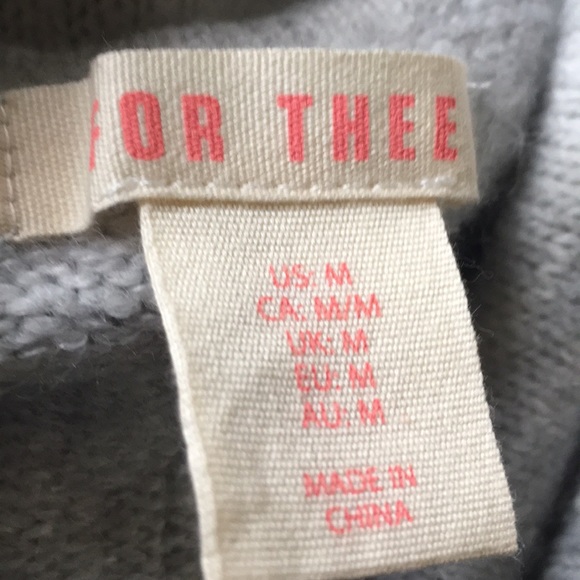 FOR THEE
US: M
CA: M/M
UK: M
EU: M
AU: M
MADE IN
CHINA